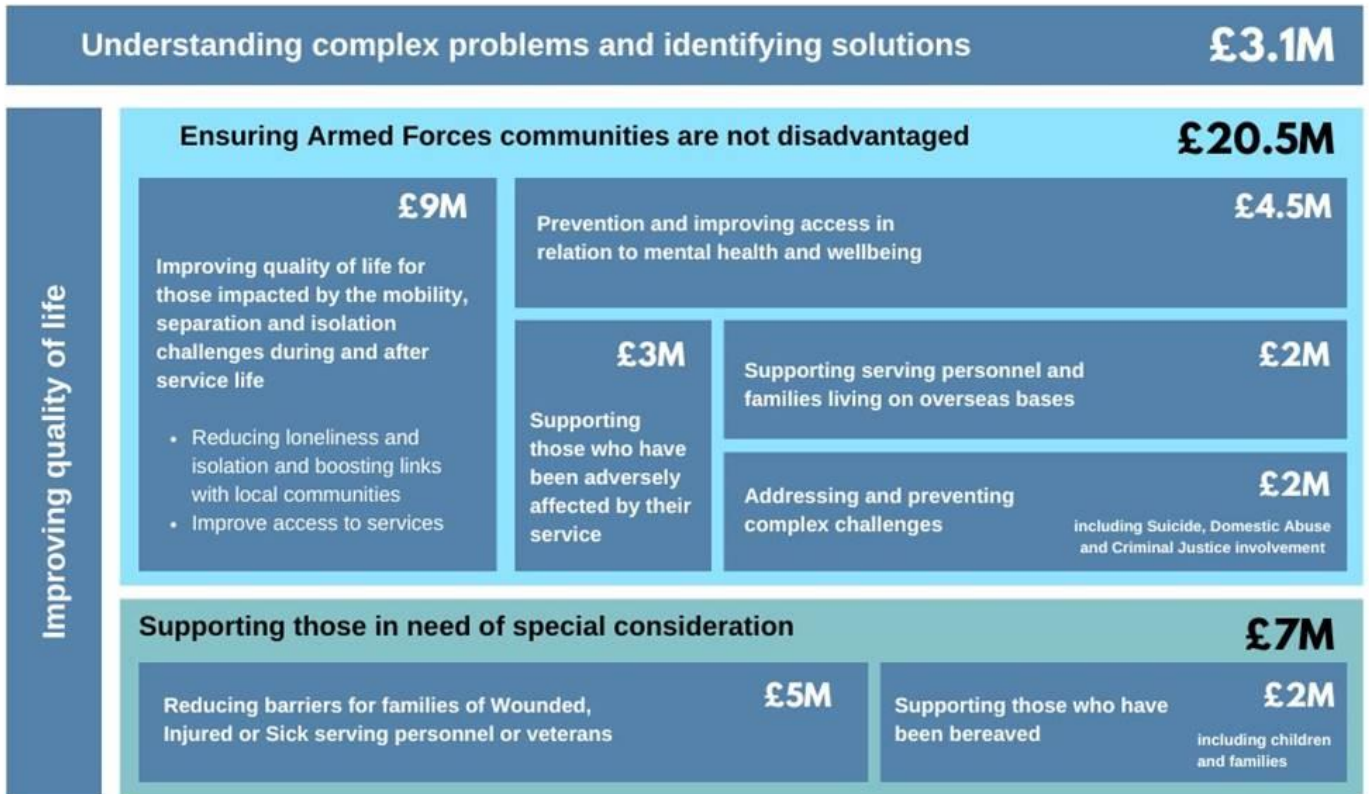 Understanding complex problems and identifying solutions
£3.1M
Improving quality of life
Ensuring Armed Forces communities are not disadvantaged
£20.5M
£9M
Improving quality of life for
those impacted by the mobility,
separation and isolation
challenges during and after
service life
• Reducing loneliness and
isolation and boosting links
with local communities
• Improve access to services
Prevention and improving access in
relation to mental health and wellbeing
£4.5M
£3M
Supporting
those who have
been adversely
affected by their
service
Supporting serving personnel and
families living on overseas bases
£2M
Addressing and preventing
complex challenges
£2M
including Suicide, Domestic Abuse
and Criminal Justice involvement
Supporting those in need of special consideration
£7M
Reducing barriers for families of Wounded,
Injured or Sick serving personnel or veterans
£5M
Supporting those who have
been bereaved
£2M
including children
and families